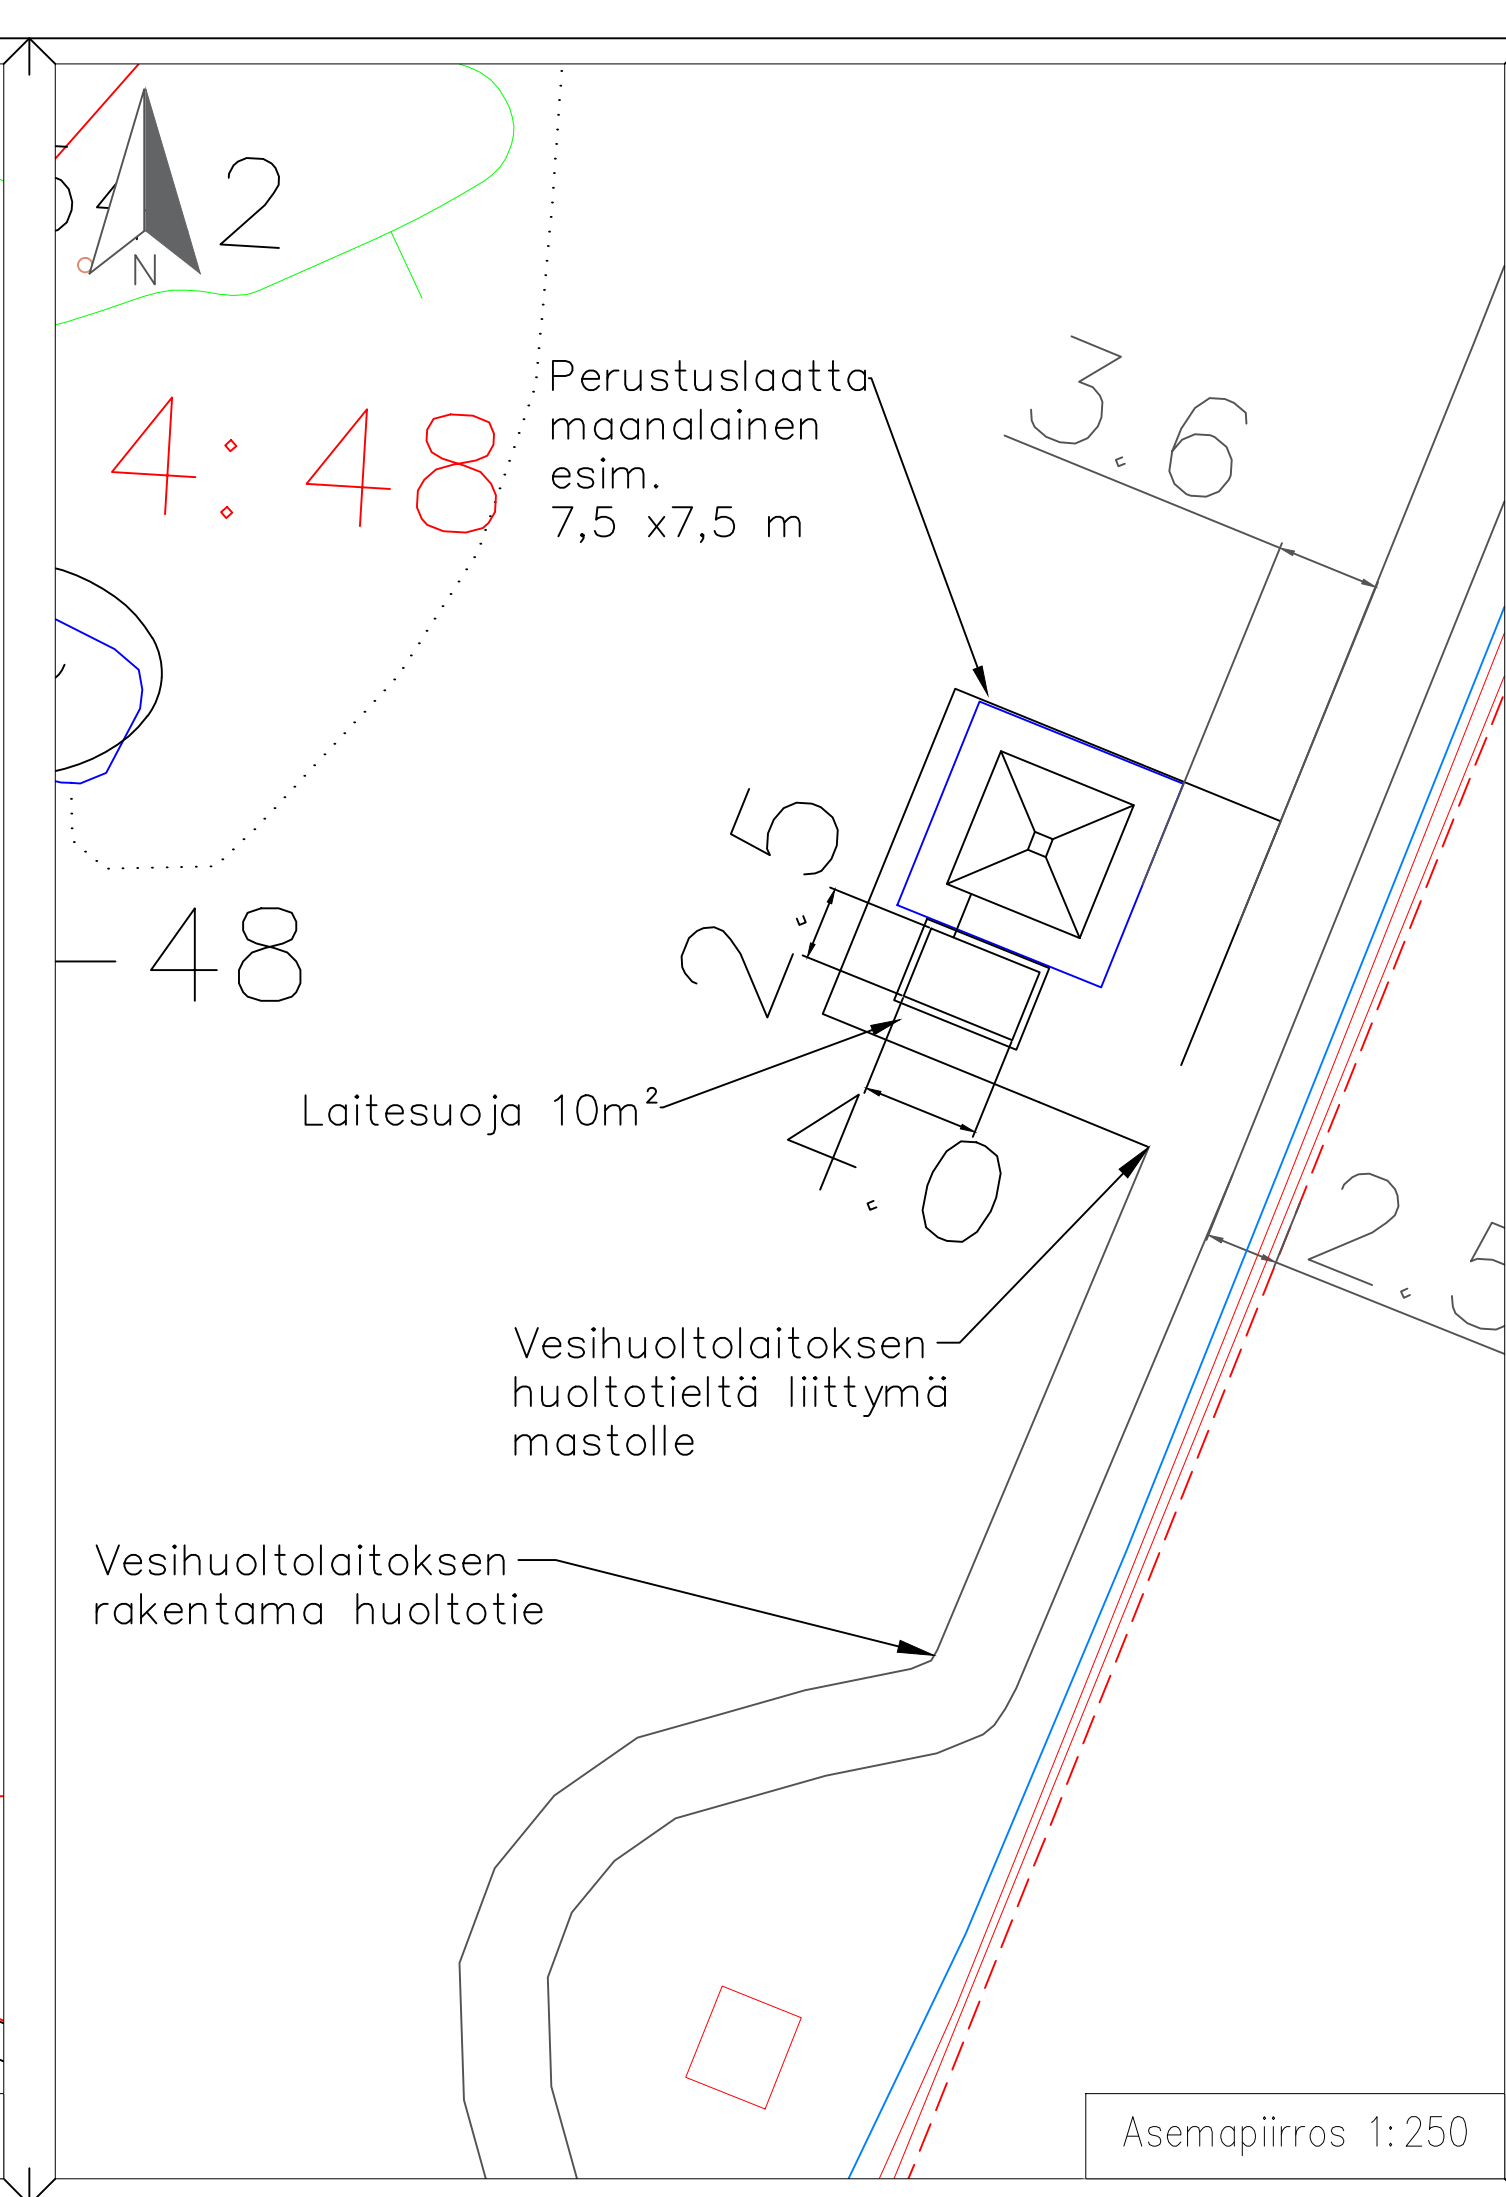 2
N
4:48
Perustuslaatta
maanalainen
esim.
7,5 x7,5 m
3.6
2.5
48
Laitesuoja 10m²
4.0
2.5
Vesihuoltolaitoksen
huoltotieltä liittymä
mastolle
Vesihuoltolaitoksen
rakentama huoltotie
Asemapiirros 1:250